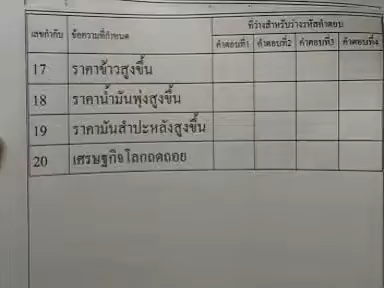 เลขกำกับ ข้อความที่กำหนด ที่ว่างสำหรับร่างรหัสคำตอบ
คำตอบที่1 คำตอบที่2 คำตอบที่3 คำตอบที่4
17 ราคาข้าวสูงขึ้น
18 ราคาน้ำมันพุ่งสูงขึ้น
19 ราคามันสำปะหลังสูงขึ้น
20 เศรษฐกิจโลกถดถอย